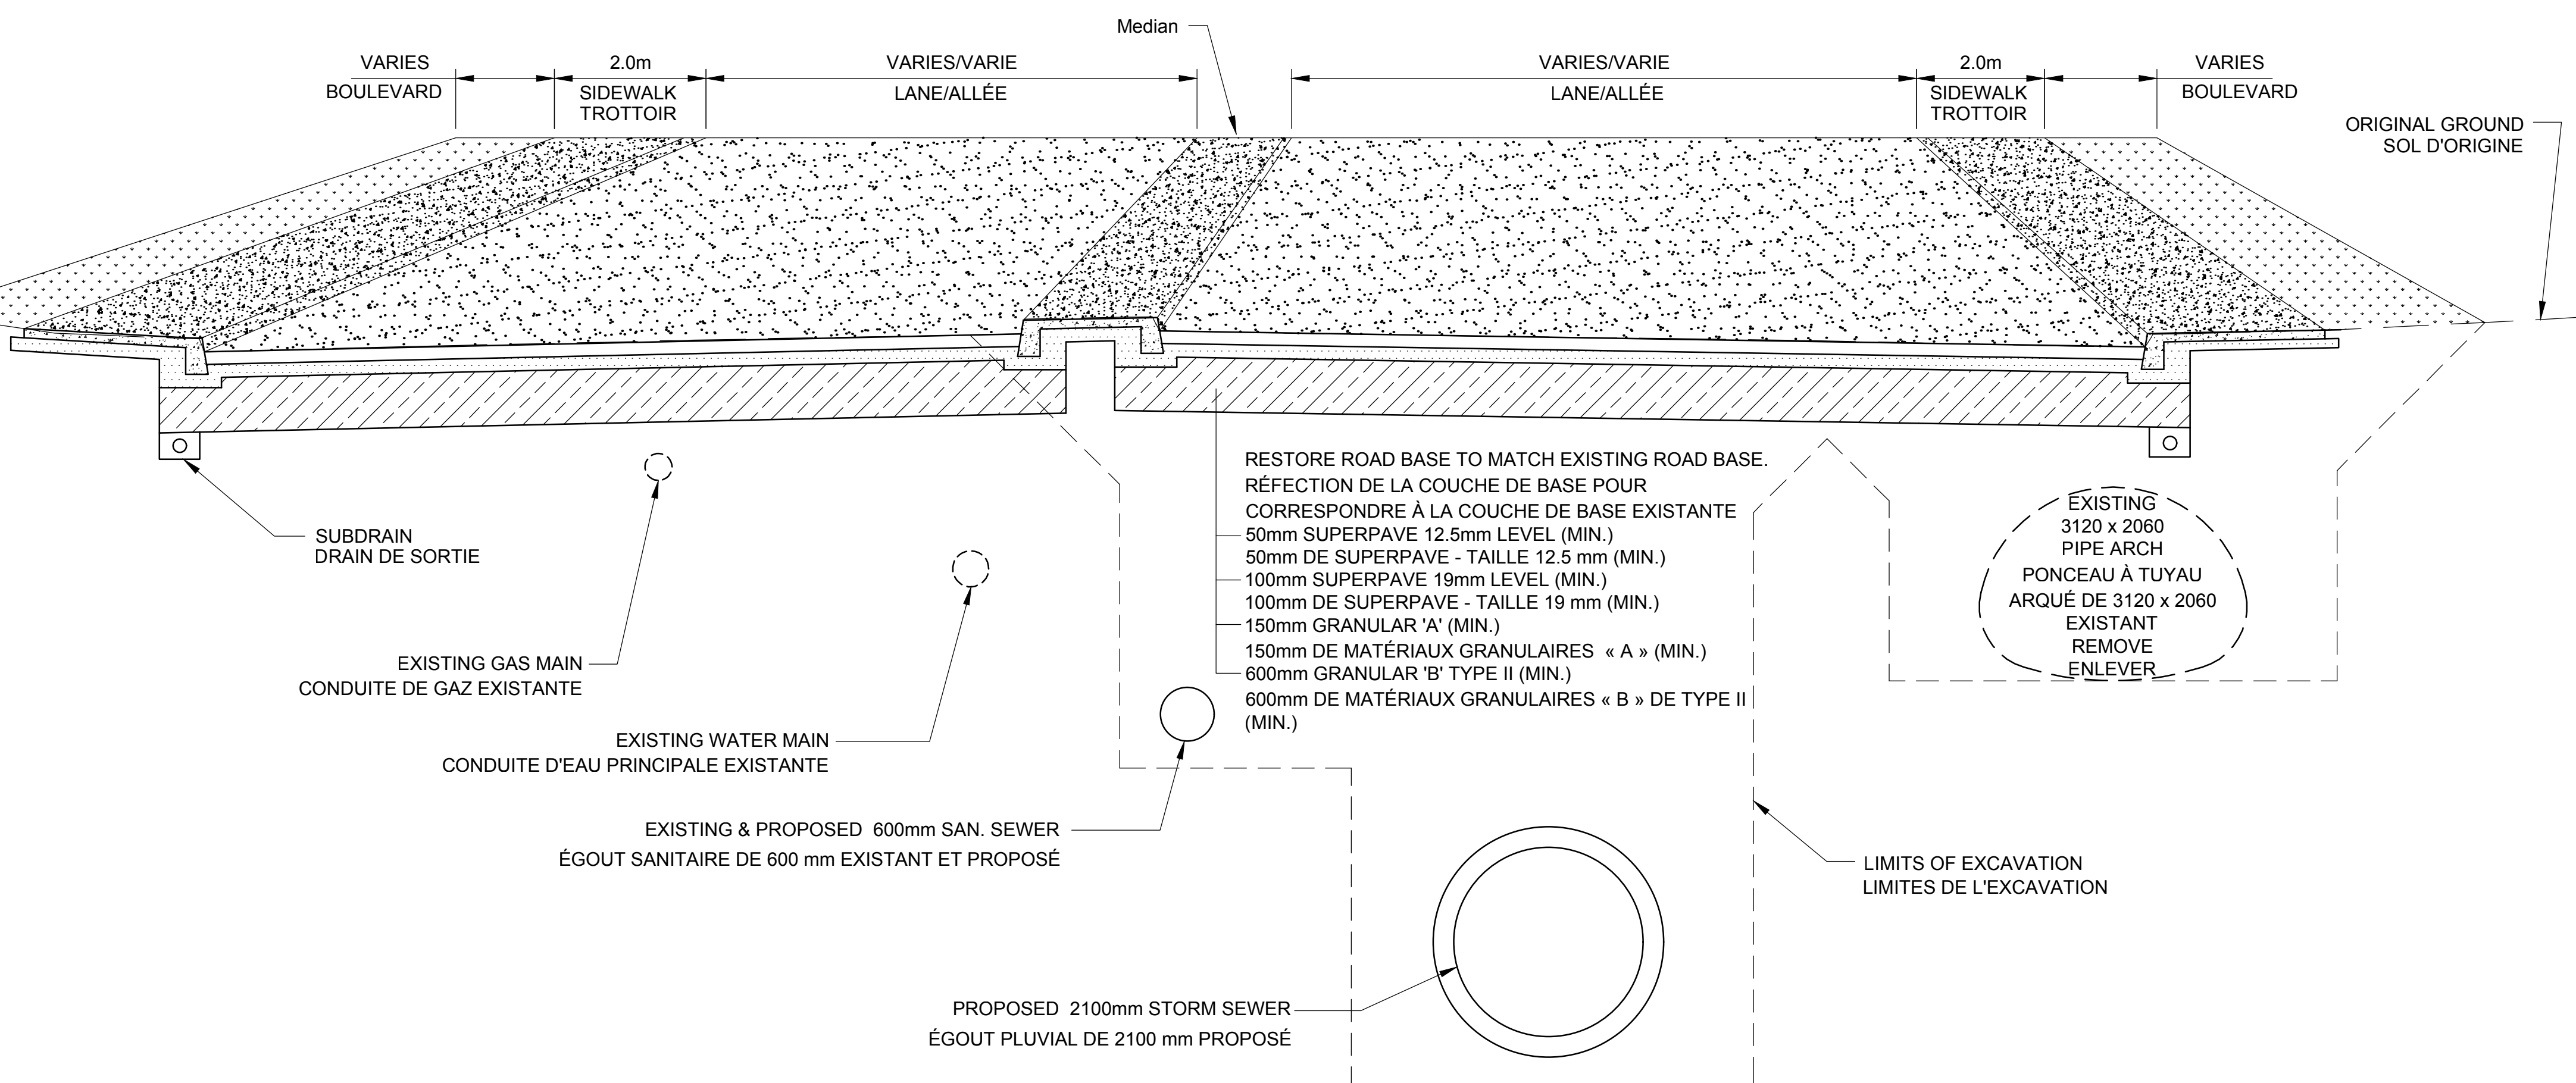 Median
VARIES
BOULEVARD
2.0m
SIDEWALK
TROTTOIR
VARIES/VARIE
LANE/ALLÉE
VARIES/VARIE
LANE/ALLÉE
2.0m
SIDEWALK
TROTTOIR
VARIES
BOULEVARD
ORIGINAL GROUND
SOL D'ORIGINE
RESTORE ROAD BASE TO MATCH EXISTING ROAD BASE.
RÉFECTION DE LA COUCHE DE BASE POUR
CORRESPONDRE À LA COUCHE DE BASE EXISTANTE
50mm SUPERPAVE 12.5mm LEVEL (MIN.)
50mm DE SUPERPAVE - TAILLE 12.5 mm (MIN.)
100mm SUPERPAVE 19mm LEVEL (MIN.)
100mm DE SUPERPAVE - TAILLE 19 mm (MIN.)
150mm GRANULAR 'A' (MIN.)
150mm DE MATÉRIAUX GRANULAIRES « A » (MIN.)
600mm GRANULAR 'B' TYPE II (MIN.)
600mm DE MATÉRIAUX GRANULAIRES « B » DE TYPE II
(MIN.)
EXISTING
3120 x 2060
PIPE ARCH
PONCEAU À TUYAU
ARQUÉ DE 3120 x 2060
EXISTANT
REMOVE
ENLEVER
SUBDRAIN
DRAIN DE SORTIE
EXISTING GAS MAIN
CONDUITE DE GAZ EXISTANTE
EXISTING WATER MAIN
CONDUITE D'EAU PRINCIPALE EXISTANTE
EXISTING & PROPOSED 600mm SAN. SEWER
ÉGOUT SANITAIRE DE 600 mm EXISTANT ET PROPOSÉ
LIMITS OF EXCAVATION
LIMITES DE L'EXCAVATION
PROPOSED 2100mm STORM SEWER
ÉGOUT PLUVIAL DE 2100 mm PROPOSÉ